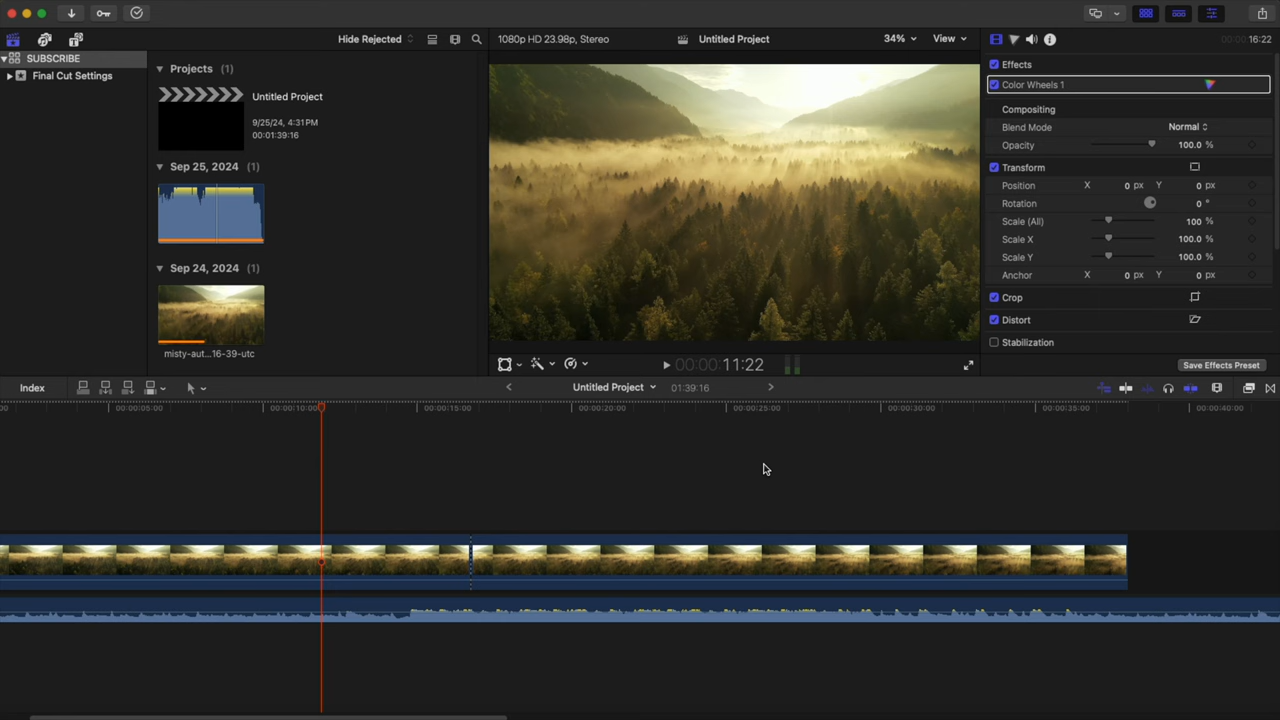 Hide Rejected
1080p HD 23.98p, Stereo
Untitled Project
34%
View
16:22
SUBSCRIBE
Final Cut Settings
Projects (1)
Untitled Project
9/25/24, 4:31PM
00:01:39:16
Sep 25, 2024 (1)
Sep 24, 2024 (1)
misty-aut...16-39-utc
Effects
Color Wheels 1
Compositing
Blend Mode Normal
Opacity 100.0 %
Transform
Position X 0 px Y 0 px
Rotation 0 °
Scale (All) 100 %
Scale X 100.0 %
Scale Y 100.0 %
Anchor X 0 px Y 0 px
Crop
Distort
Stabilization
Save Effects Preset
00:00:11:22
Index
Untitled Project
01:39:16
00:00:05:00 00:00:10:00 00:00:15:00 00:00:20:00 00:00:25:00 00:00:30:00 00:00:35:00 00:00:40:00